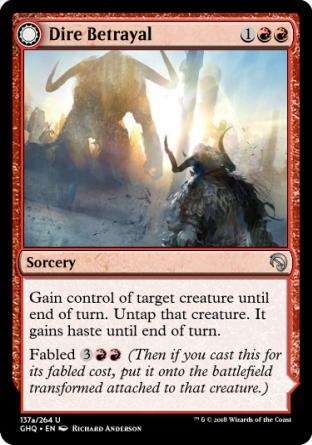 Dire Betrayal 1
Sorcery
Gain control of target creature until
end of turn. Untap that creature. It
gains haste until end of turn.
Fabled 3 (Then if you cast this for
its fabled cost, put it onto the battlefield
transformed attached to that creature.)
137a/264 U
GHQ • EN RICHARD ANDERSON
™ & © 2018 Wizards of the Coast